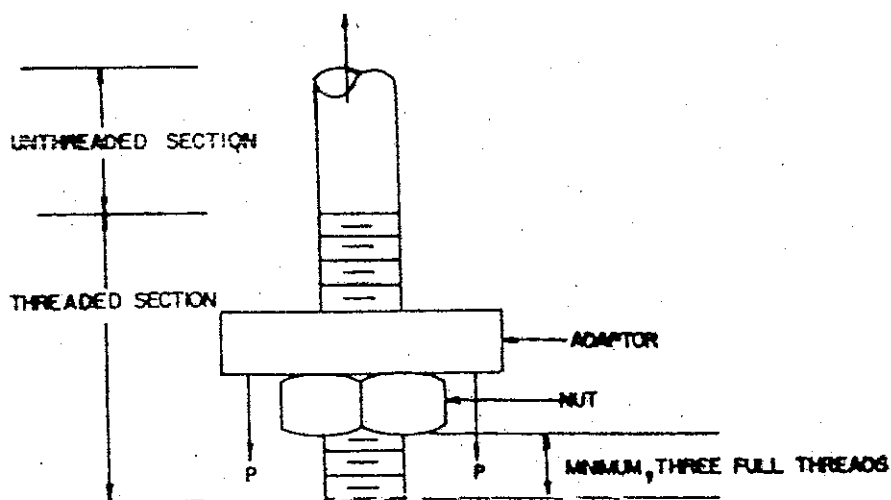 UNTHREADED SECTION
THREADED SECTION
ADAPTOR
NUT
P
P
MINIMUM, THREE FULL THREADS